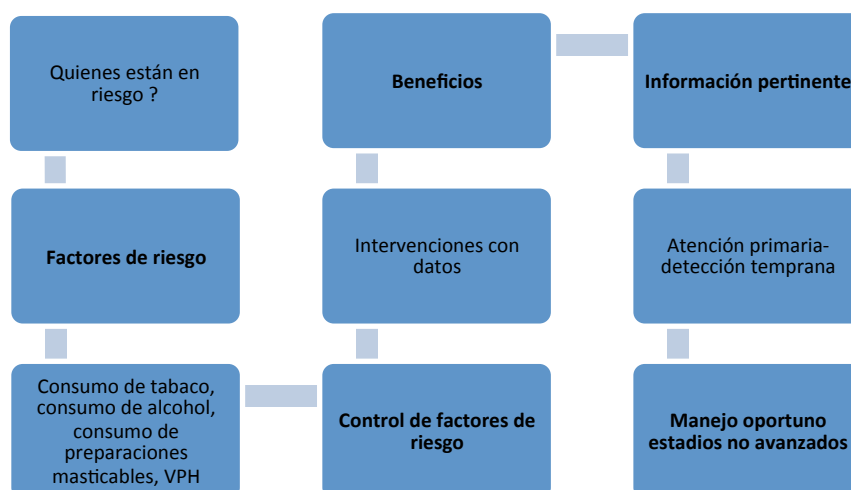 Quienes están en
riesgo ?
Factores de riesgo
Consumo de tabaco,
consumo de alcohol,
consumo de
preparaciones
masticables, VPH
Control de factores de
riesgo
Intervenciones con
datos
Beneficios
Información pertinente
Atención primaria-
detección temprana
Manejo oportuno
estadios no avanzados